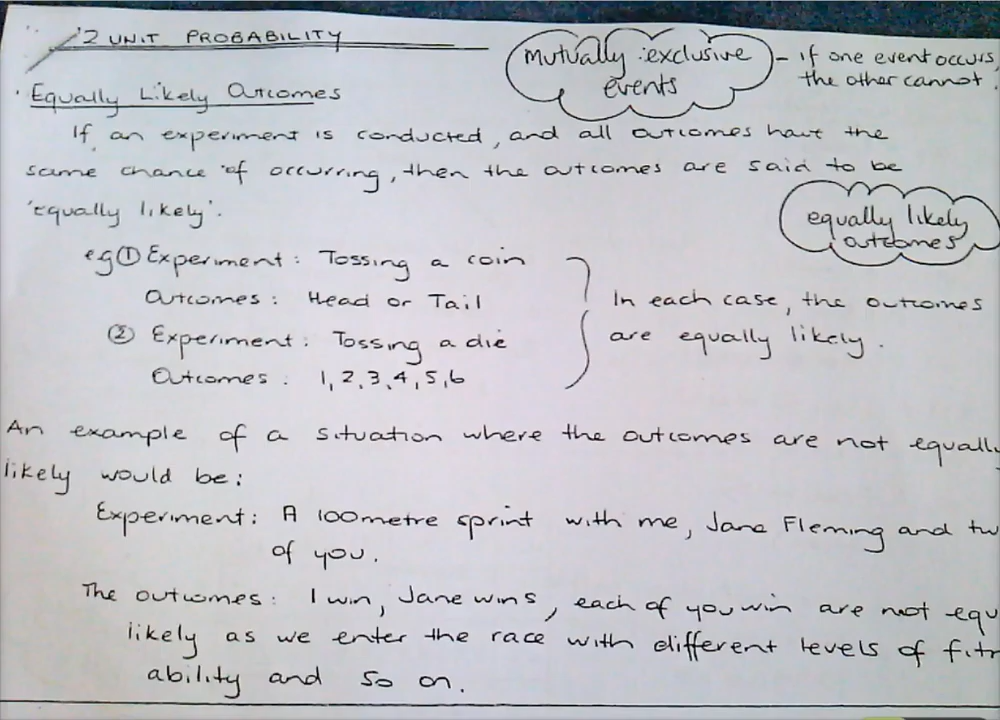 2 UNIT PROBABILITY
mutually exclusive
events
- if one event occurs,
the other cannot.
Equally Likely Outcomes
If an experiment is conducted, and all outcomes have the
same chance of occurring, then the outcomes are said to be
'equally likely'.
equally likely
outcomes
eg ① Experiment: Tossing a coin
Outcomes: Head or Tail
② Experiment: Tossing a die
Outcomes: 1, 2, 3, 4, 5, 6
In each case, the outcomes
are equally likely.
An example of a situation where the outcomes are not equally
likely would be:
Experiment: A 100metre sprint with me, Jane Fleming and
of you.
The outcomes: I win, Jane wins, each of you win are not
likely as we enter the race with different levels of
ability and so on.